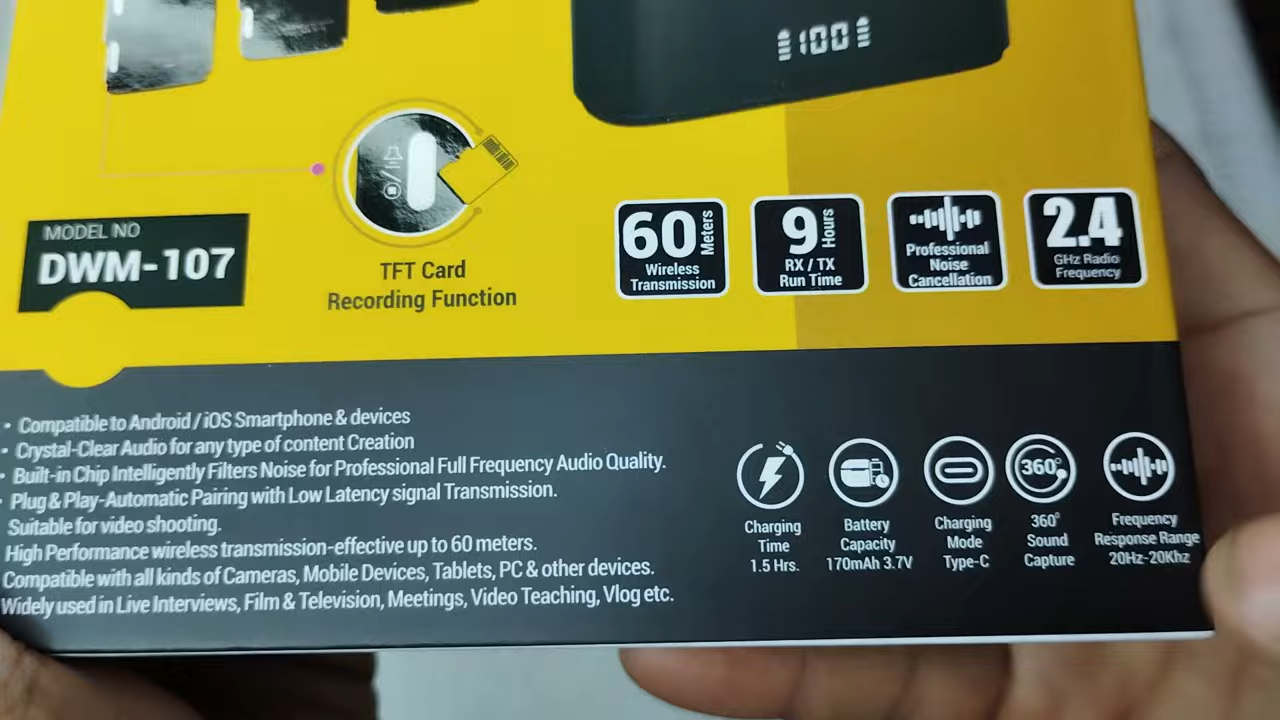 100
MODEL NO
DWM-107
TFT Card
Recording Function
60 Meters
Wireless
Transmission
9 Hours
RX / TX
Run Time
Professional
Noise
Cancellation
2.4
GHz Radio
Frequency
• Compatible to Android / iOS Smartphone & devices
• Crystal-Clear Audio for any type of content Creation
• Built-in Chip Intelligently Filters Noise for Professional Full Frequency Audio Quality.
• Plug & Play-Automatic Pairing with Low Latency signal Transmission.
Suitable for video shooting.
High Performance wireless transmission-effective up to 60 meters.
Compatible with all kinds of Cameras, Mobile Devices, Tablets, PC & other devices.
Widely used in Live Interviews, Film & Television, Meetings, Video Teaching, Vlog etc.
Charging
Time
1.5 Hrs.
Battery
Capacity
170mAh 3.7V
Charging
Mode
Type-C
360°
360°
Sound
Capture
Frequency
Response Range
20Hz-20Khz